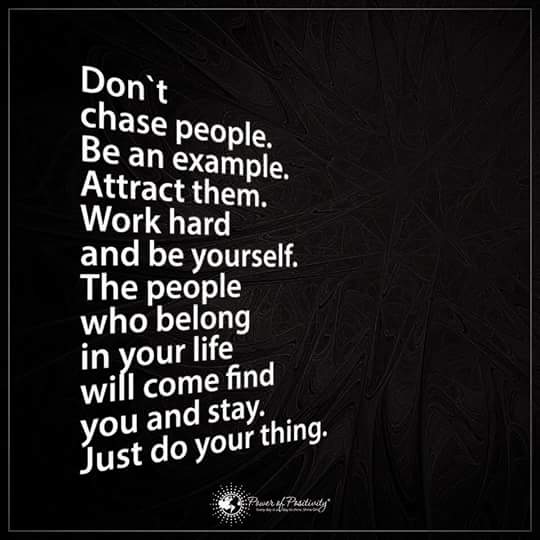 Don`t
chase people.
Be an example.
Attract them.
Work hard
and be yourself.
The people
who belong
in your life
will come find
you and stay.
Just do your thing.
Power of Positivity